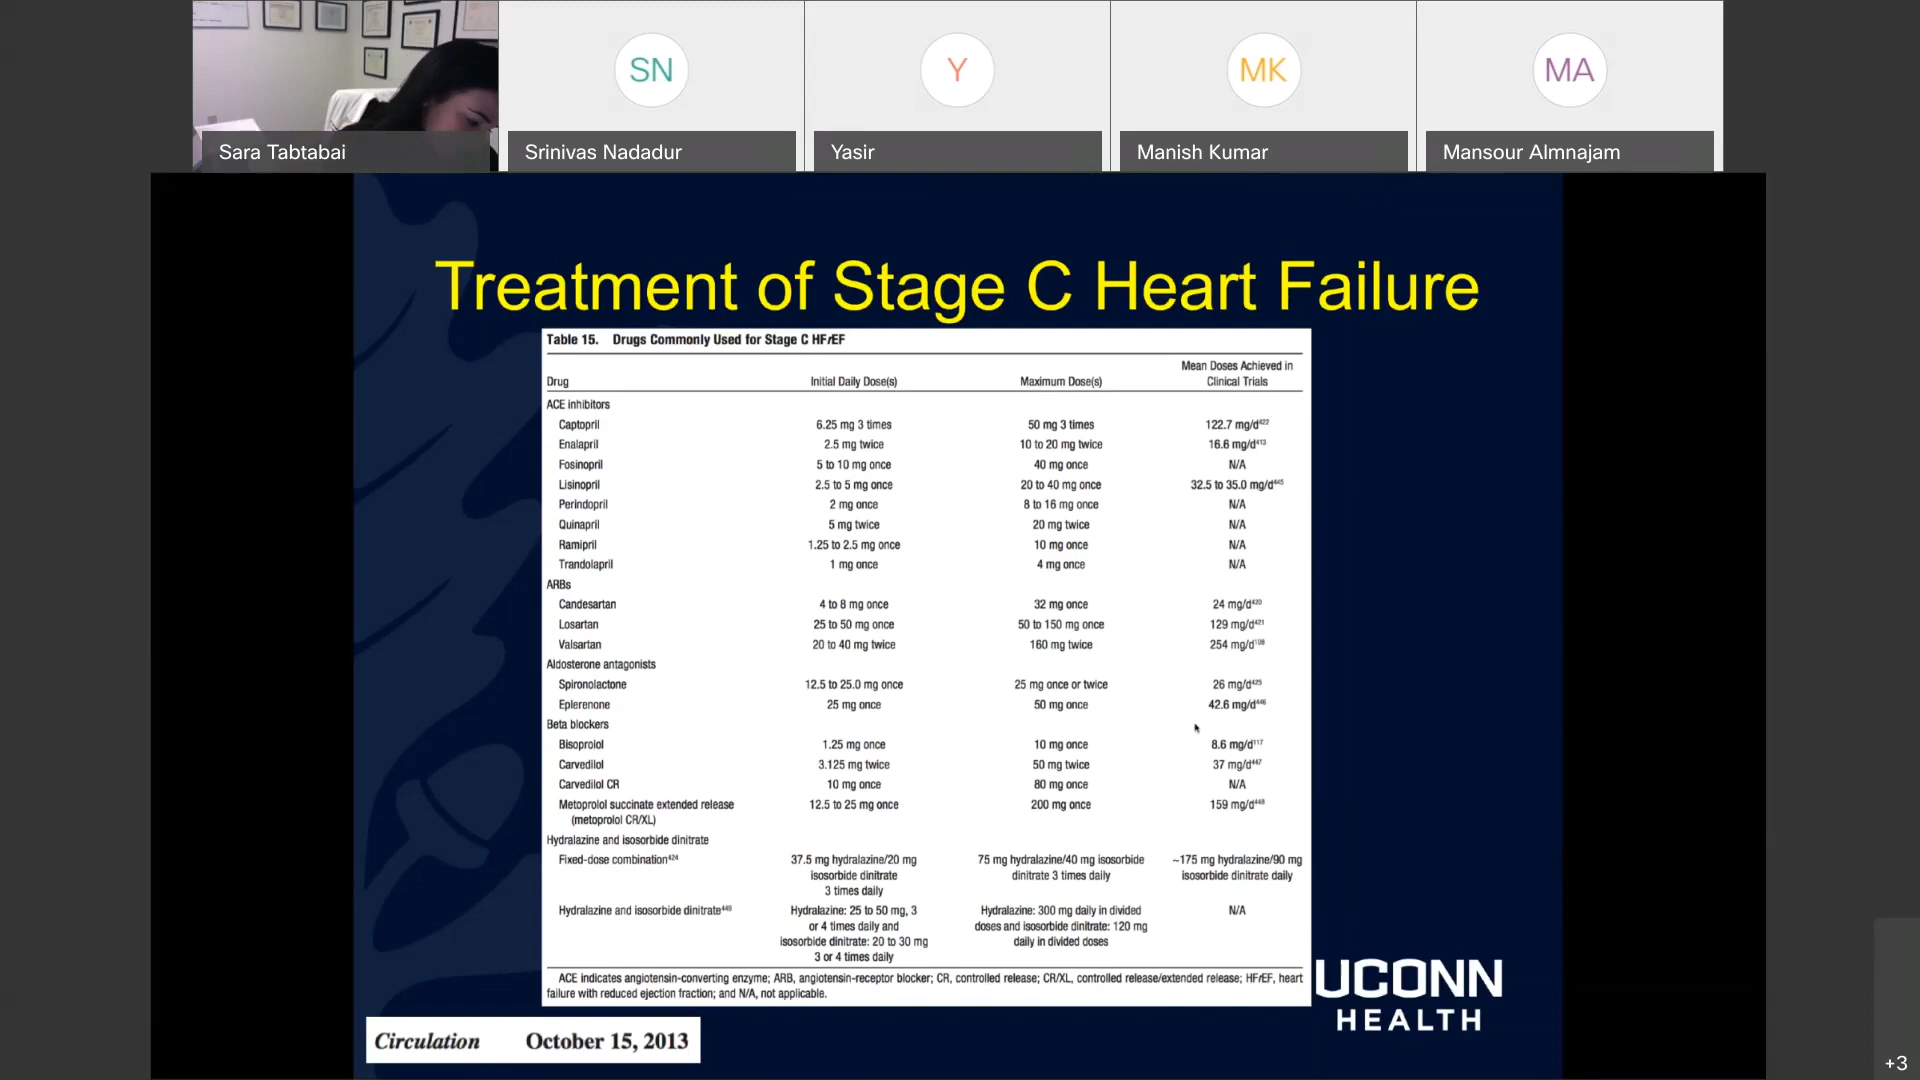 SN
Y
MK
MA
Sara Tabtabai
Srinivas Nadadur
Yasir
Manish Kumar
Mansour Almnajam
Treatment of Stage C Heart Failure
Table 15. Drugs Commonly Used for Stage C HFrEF
Drug Initial Daily Dose(s) Maximum Dose(s) Mean Doses Achieved in
Clinical Trials
ACE inhibitors
Captopril 6.25 mg 3 times 50 mg 3 times 122.7 mg/d422
Enalapril 2.5 mg twice 10 to 20 mg twice 16.6 mg/d413
Fosinopril 5 to 10 mg once 40 mg once N/A
Lisinopril 2.5 to 5 mg once 20 to 40 mg once 32.5 to 35.0 mg/d445
Perindopril 2 mg once 8 to 16 mg once N/A
Quinapril 5 mg twice 20 mg twice N/A
Ramipril 1.25 to 2.5 mg once 10 mg once N/A
Trandolapril 1 mg once 4 mg once N/A
ARBs
Candesartan 4 to 8 mg once 32 mg once 24 mg/d420
Losartan 25 to 50 mg once 50 to 150 mg once 129 mg/d421
Valsartan 20 to 40 mg twice 160 mg twice 254 mg/d108
Aldosterone antagonists
Spironolactone 12.5 to 25.0 mg once 25 mg once or twice 26 mg/d425
Eplerenone 25 mg once 50 mg once 42.6 mg/d446
Beta blockers
Bisoprolol 1.25 mg once 10 mg once 8.6 mg/d117
Carvedilol 3.125 mg twice 50 mg twice 37 mg/d447
Carvedilol CR 10 mg once 80 mg once N/A
Metoprolol succinate extended release 12.5 to 25 mg once 200 mg once 159 mg/d448
(metoprolol CR/XL)
Hydralazine and isosorbide dinitrate
Fixed-dose combination424 37.5 mg hydralazine/20 mg 75 mg hydralazine/40 mg isosorbide ~175 mg hydralazine/90 mg
isosorbide dinitrate dinitrate 3 times daily isosorbide dinitrate daily
3 times daily
Hydralazine and isosorbide dinitrate449 Hydralazine: 25 to 50 mg, 3 Hydralazine: 300 mg daily in divided N/A
or 4 times daily and doses and isosorbide dinitrate: 120 mg
isosorbide dinitrate: 20 to 30 mg daily in divided doses
3 or 4 times daily
ACE indicates angiotensin-converting enzyme; ARB, angiotensin-receptor blocker; CR, controlled release; CR/XL, controlled release/extended release; HFrEF, heart
failure with reduced ejection fraction; and N/A, not applicable.
UCONN
HEALTH
Circulation October 15, 2013
+3